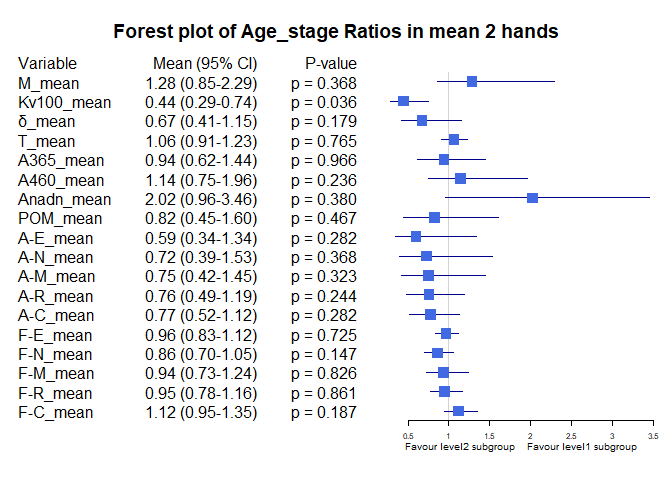 Forest plot of Age_stage Ratios in mean 2 hands
Variable Mean (95% CI) P-value
M_mean 1.28 (0.85-2.29) p = 0.368
Kv100_mean 0.44 (0.29-0.74) p = 0.036
δ_mean 0.67 (0.41-1.15) p = 0.179
T_mean 1.06 (0.91-1.23) p = 0.765
A365_mean 0.94 (0.62-1.44) p = 0.966
A460_mean 1.14 (0.75-1.96) p = 0.236
Anadn_mean 2.02 (0.96-3.46) p = 0.380
POM_mean 0.82 (0.45-1.60) p = 0.467
A-E_mean 0.59 (0.34-1.34) p = 0.282
A-N_mean 0.72 (0.39-1.53) p = 0.368
A-M_mean 0.75 (0.42-1.45) p = 0.323
A-R_mean 0.76 (0.49-1.19) p = 0.244
A-C_mean 0.77 (0.52-1.12) p = 0.282
F-E_mean 0.96 (0.83-1.12) p = 0.725
F-N_mean 0.86 (0.70-1.05) p = 0.147
F-M_mean 0.94 (0.73-1.24) p = 0.826
F-R_mean 0.95 (0.78-1.16) p = 0.861
F-C_mean 1.12 (0.95-1.35) p = 0.187
0.5 1 1.5 2 2.5 3 3.5
Favour level2 subgroup Favour level1 subgroup